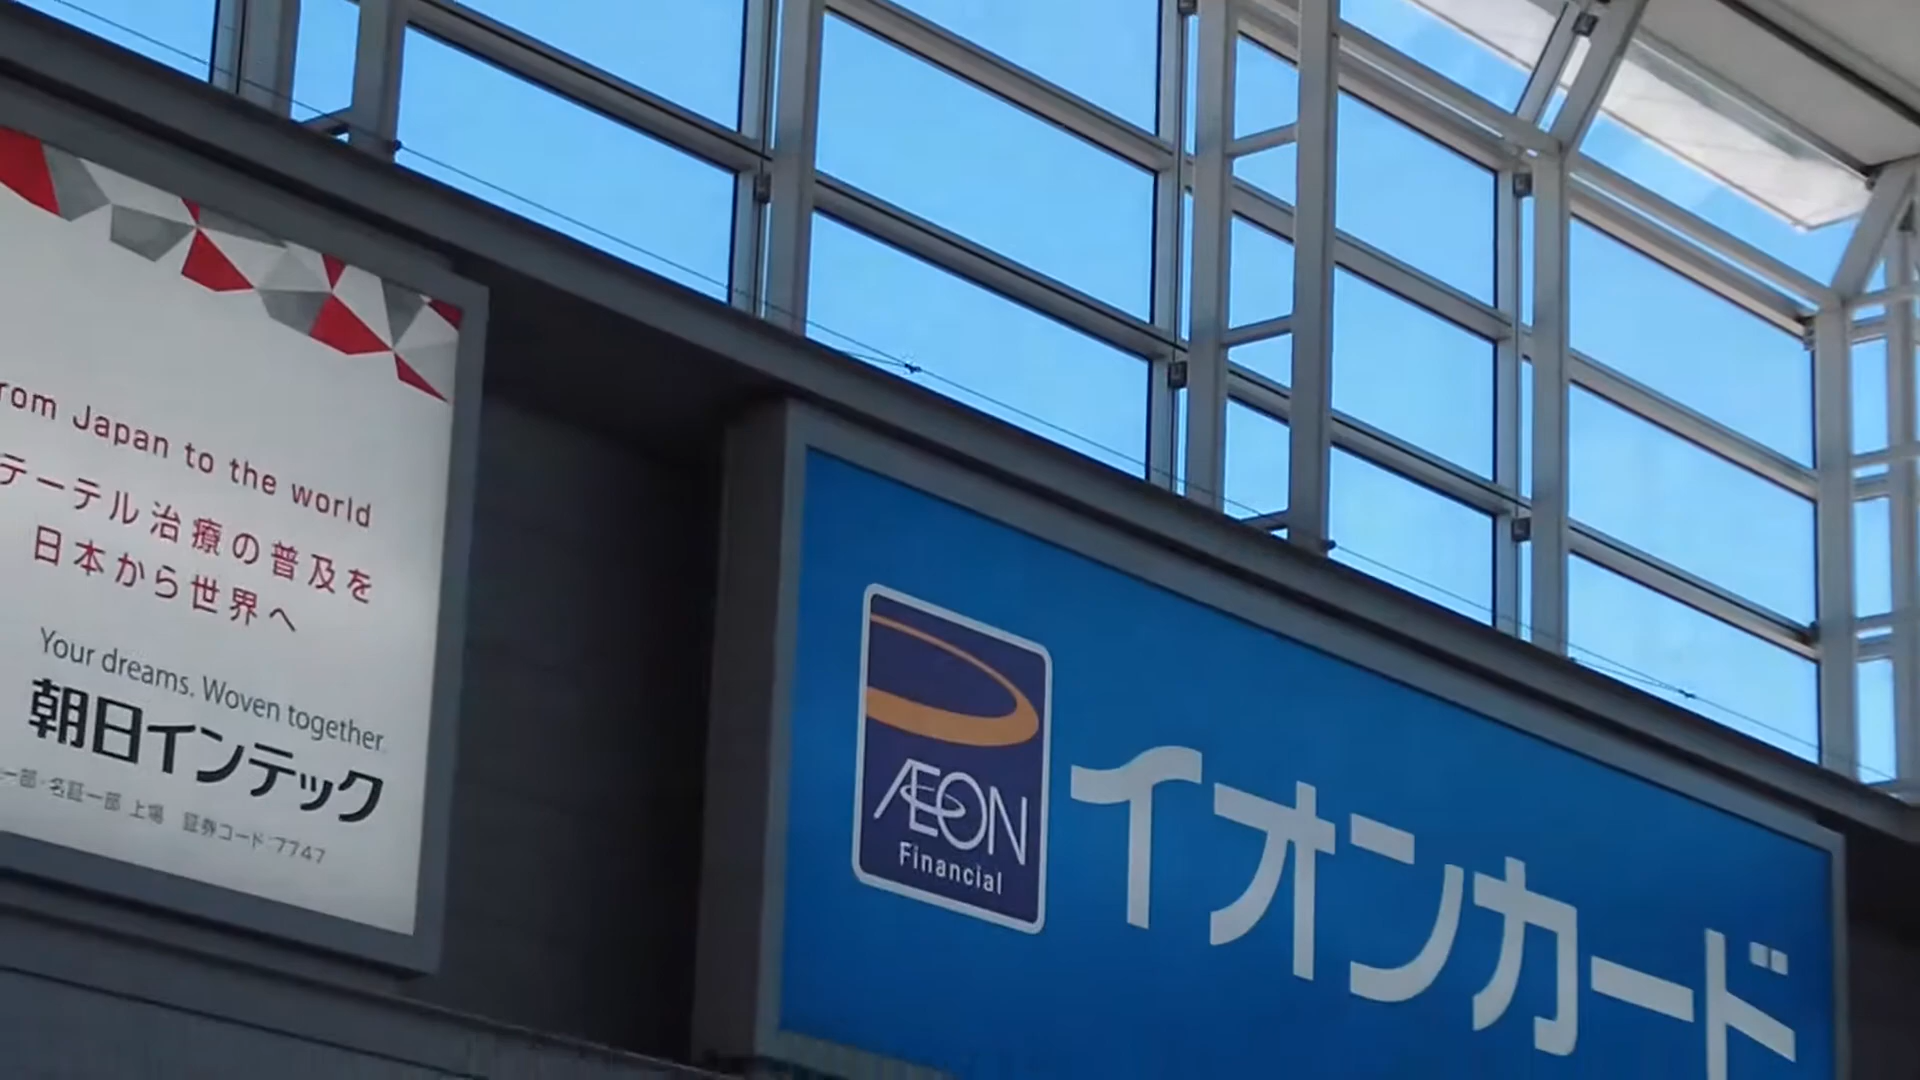 rom Japan to the world
テーテル治療の普及を
日本から世界へ
Your dreams. Woven together.
朝日インテック
一部・名証一部 上場 証券コード:7747
ÆON
Financial
イオンカード